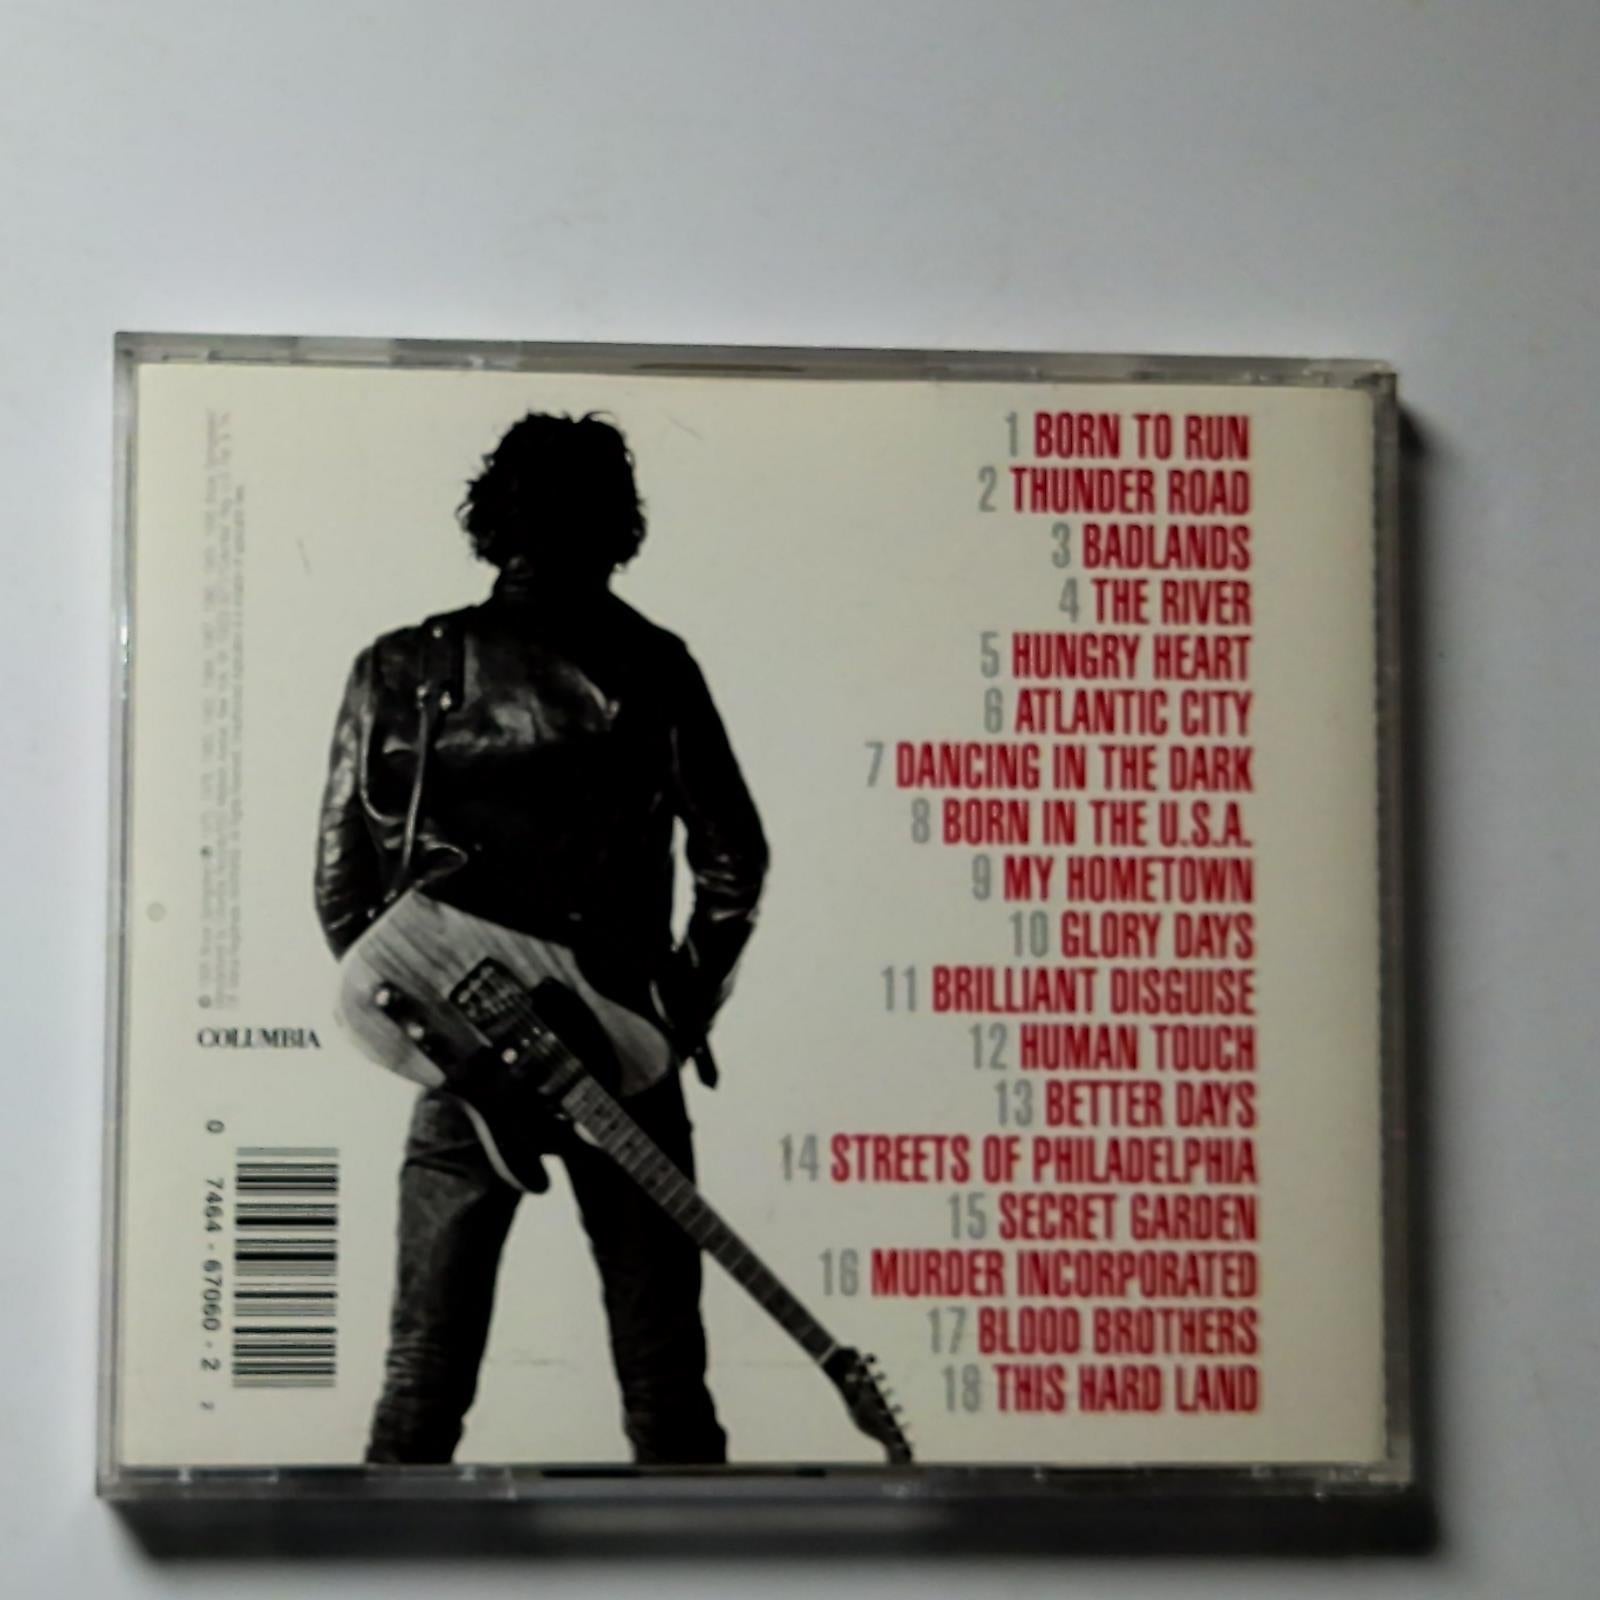 1 BORN TO RUN
2 THUNDER ROAD
3 BADLANDS
4 THE RIVER
5 HUNGRY HEART
6 ATLANTIC CITY
7 DANCING IN THE DARK
8 BORN IN THE U.S.A.
9 MY HOMETOWN
10 GLORY DAYS
11 BRILLIANT DISGUISE
12 HUMAN TOUCH
13 BETTER DAYS
14 STREETS OF PHILADELPHIA
15 SECRET GARDEN
16 MURDER INCORPORATED
17 BLOOD BROTHERS
18 THIS HARD LAND
COLUMBIA
0 7464-67060-2 2